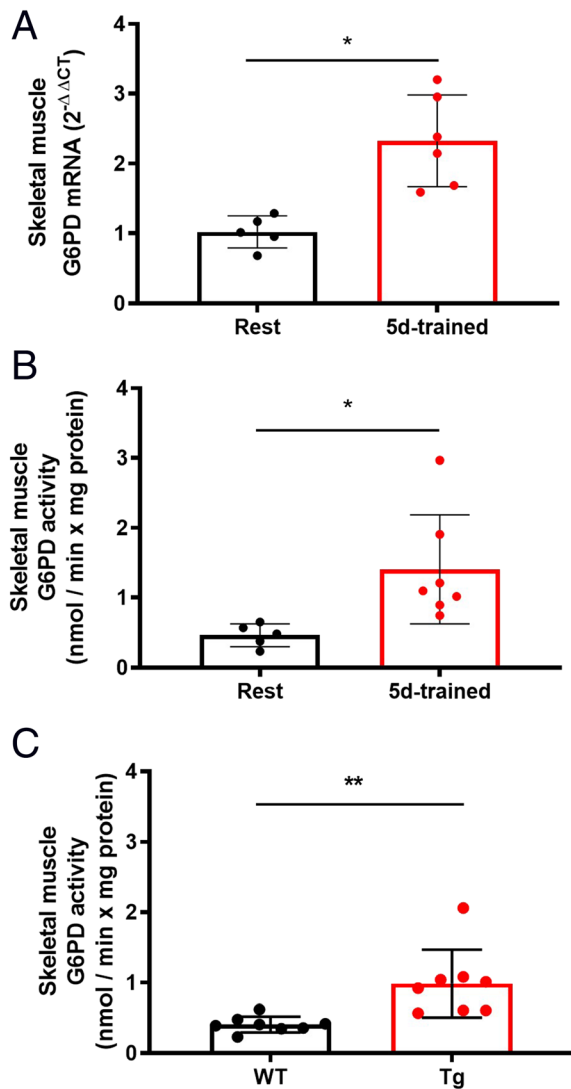 A
Skeletal muscle
G6PD mRNA (2-Δ ΔCT)
4
3
2
1
0
*
Rest
5d-trained
B
Skeletal muscle
G6PD activity
(nmol / min x mg protein)
4
3
2
1
0
*
Rest
5d-trained
C
Skeletal muscle
G6PD activity
(nmol / min x mg protein)
4
3
2
1
0
**
WT
Tg